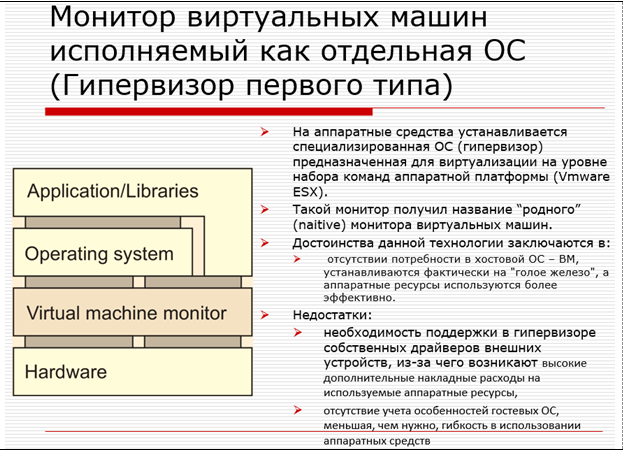 Монитор виртуальных машин
исполняемый как отдельная ОС
(Гипервизор первого типа)
Application/Libraries
Operating system
Virtual machine monitor
Hardware
На аппаратные средства устанавливается
специализированная ОС (гипервизор)
предназначенная для виртуализации на уровне
набора команд аппаратной платформы (Vmware
ESX).
Такой монитор получил название “родного”
(naitive) монитора виртуальных машин.
Достоинства данной технологии заключаются в:
отсутствии потребности в хостовой ОС – ВМ,
устанавливаются фактически на "голое железо", а
аппаратные ресурсы используются более
эффективно.
Недостатки:
необходимость поддержки в гипервизоре
собственных драйверов внешних
устройств, из-за чего возникают высокие
дополнительные накладные расходы на
используемые аппаратные ресурсы,
отсутствие учета особенностей гостевых ОС,
меньшая, чем нужно, гибкость в использовании
аппаратных средств